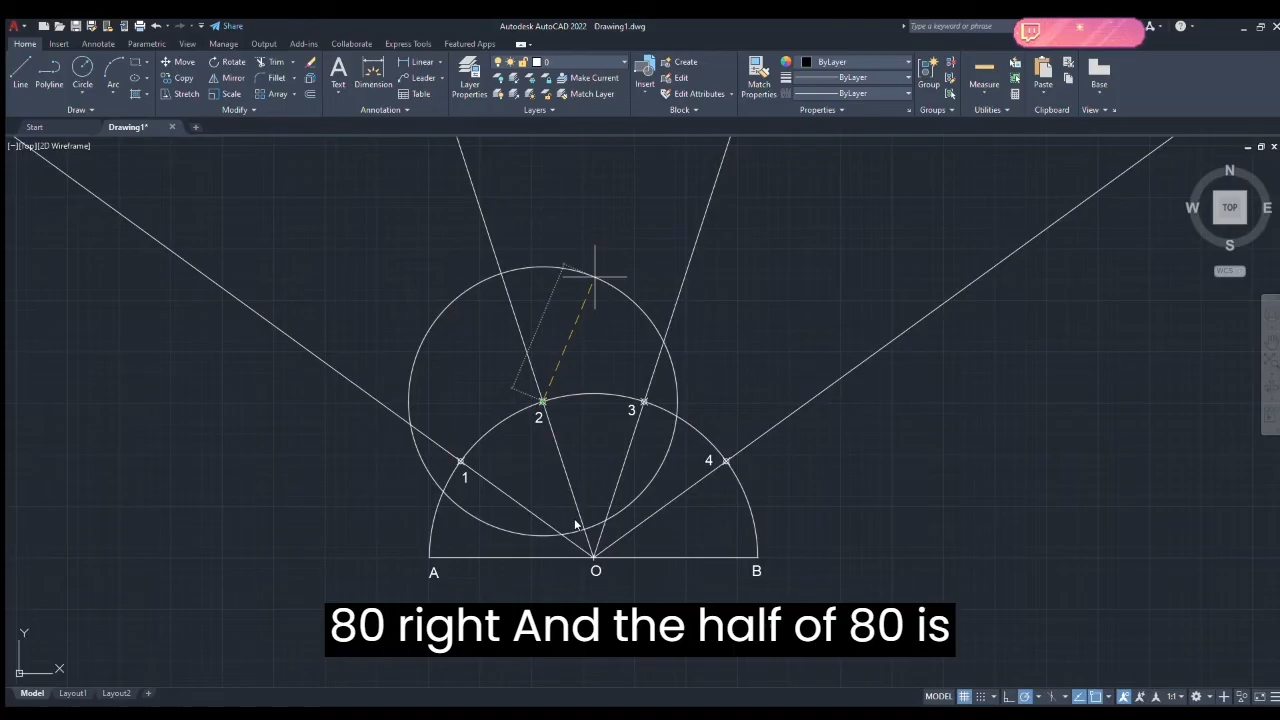 Share
Autodesk AutoCAD 2022 Drawing1.dwg
Type a keyword or phrase
Home Insert Annotate Parametric View Manage Output Add-ins Collaborate Express Tools Featured Apps
Line Polyline Circle Arc
Move Rotate Trim
Copy Mirror Fillet
Stretch Scale Array
Text Dimension
Linear
Leader
Table
Layer Properties
0
Make Current
Match Layer
Insert
Create
Edit
Edit Attributes
Match Properties
ByLayer
ByLayer
ByLayer
Group
Measure
Paste
Base
Draw Modify Annotation Layers Block Properties Groups Utilities Clipboard View
Start Drawing1*
[−][Top][2D Wireframe]
N
W TOP E
S
WCS
2 3
1 4
A O B
80 right And the half of 80 is
Y
X
Model Layout1 Layout2
MODEL 1:1